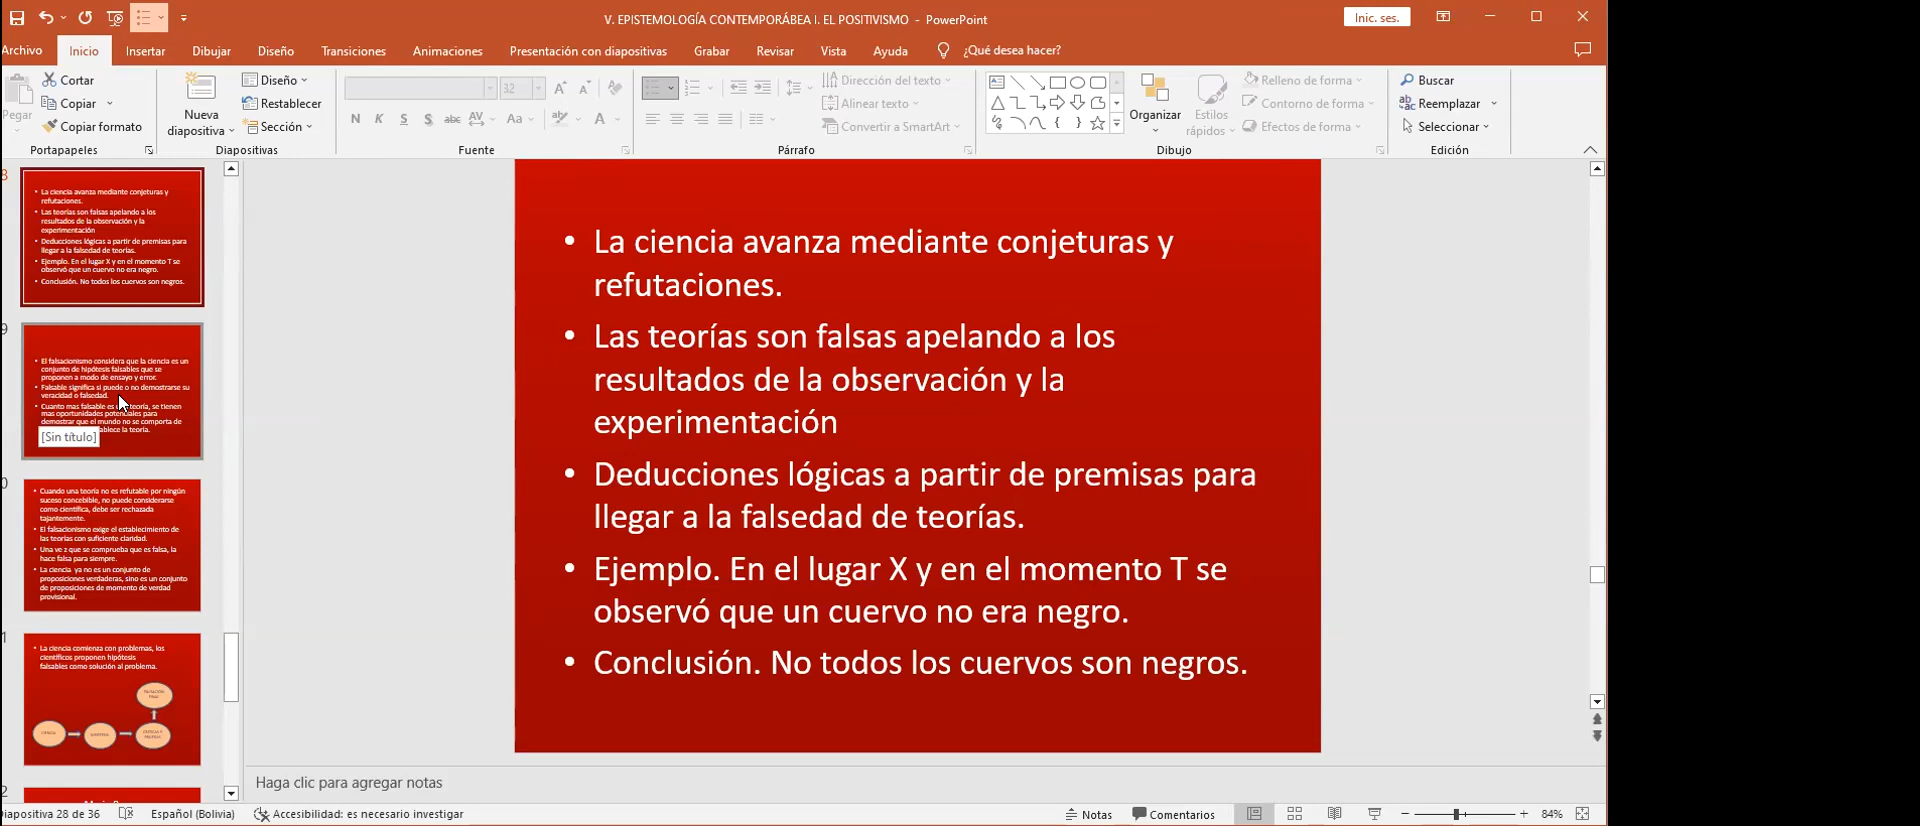 V. EPISTEMOLOGÍA CONTEMPORÁBEA I. EL POSITIVISMO - PowerPoint
Inic. ses.
Archivo Inicio Insertar Dibujar Diseño Transiciones Animaciones Presentación con diapositivas Grabar Revisar Vista Ayuda ¿Qué desea hacer?
Pegar
Cortar
Copiar
Copiar formato
Portapapeles
Nueva
diapositiva
Diseño
Restablecer
Sección
Diapositivas
32
N K S S abc AV Aa A
Fuente
Dirección del texto
Alinear texto
Convertir a SmartArt
Párrafo
Organizar
Estilos
rápidos
Relleno de forma
Contorno de forma
Efectos de forma
Dibujo
Buscar
Reemplazar
Seleccionar
Edición
8
• La ciencia avanza mediante conjeturas y
refutaciones.
• Las teorías son falsas apelando a los
resultados de la observación y la
experimentación
• Deducciones lógicas a partir de premisas para
llegar a la falsedad de teorías.
• Ejemplo. En el lugar X y en el momento T se
observó que un cuervo no era negro.
• Conclusión. No todos los cuervos son negros.
9
• El falsacionismo considera que la ciencia es un
conjunto de hipótesis falsables que se
proponen a modo de ensayo y error.
• Falsable significa si puede o no demostrarse su
veracidad o falsedad.
• Cuanto mas falsable es teoría, se tienen
mas oportunidades potenciales para
demostrar que el mundo no se comporta de
ablece la teoría.
[Sin título]
0
• Cuando una teoría no es refutable por ningún
suceso concebible, no puede considerarse
como científica, debe ser rechazada
tajantemente.
• El falsacionismo exige el establecimiento de
las teorías con suficiente claridad.
• Una ve z que se comprueba que es falsa, la
hace falsa para siempre.
• La ciencia ya no es un conjunto de
proposiciones verdaderas, sino es un conjunto
de proposiciones de momento de verdad
provisional.
1
• La ciencia comienza con problemas, los
científicos proponen hipótesis
falsables como solución al problema.
2
• La ciencia avanza mediante conjeturas y
refutaciones.
• Las teorías son falsas apelando a los
resultados de la observación y la
experimentación
• Deducciones lógicas a partir de premisas para
llegar a la falsedad de teorías.
• Ejemplo. En el lugar X y en el momento T se
observó que un cuervo no era negro.
• Conclusión. No todos los cuervos son negros.
Haga clic para agregar notas
Diapositiva 28 de 36 Español (Bolivia) Accesibilidad: es necesario investigar Notas Comentarios 84%